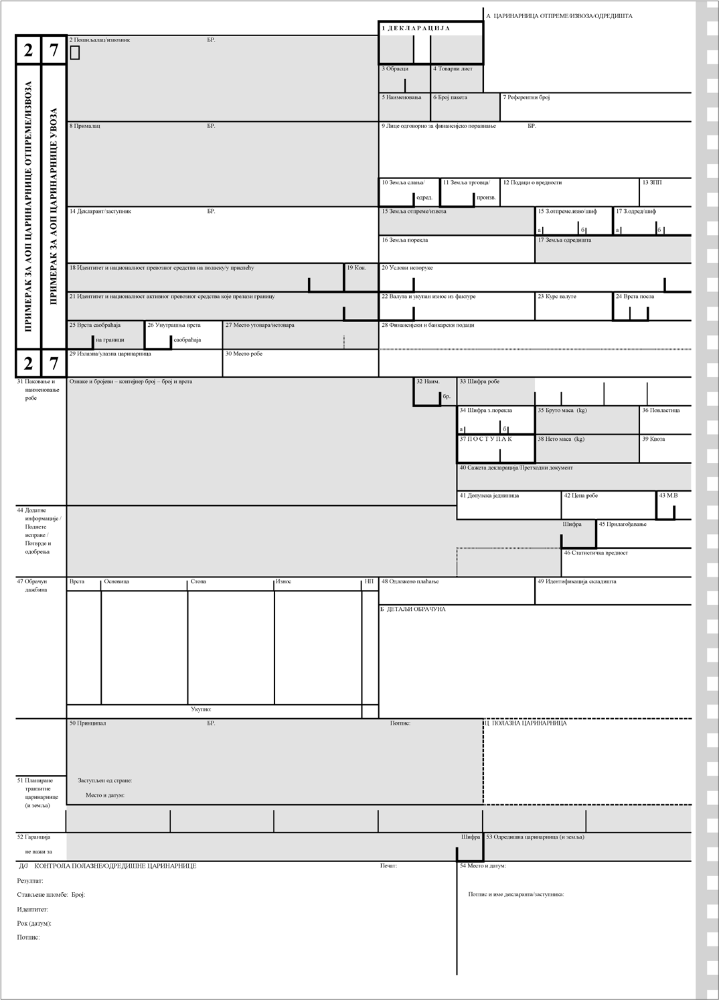 А  ЦАРИНАРНИЦА ОТПРЕМЕ/ИЗВОЗА/ОДРЕДИШТА
1 ДЕКЛАРАЦИЈА
2 7
2 Пошиљалац/извозник БР.
ПРИМЕРАК ЗА АОП ЦАРИНАРНИЦЕ ОТПРЕМЕ/ИЗВОЗА
ПРИМЕРАК ЗА АОП ЦАРИНАРНИЦЕ УВОЗА
3 Обрасци 4 Товарни лист
5 Наименовања 6 Број пакета 7 Референтни број
8 Прималац БР. 9 Лице одговорно за финансијско поравнање БР.
10 Земља слања/ 11 Земља трговца/ 12 Подаци о вредности 13 ЗПП
одред. произв.
14 Декларант/заступник БР. 15 Земља отпреме/извоза 15 З.отпреме.изво/шиф 17 З.одред/шиф
а б а б
16 Земља порекла 17 Земља одредишта
18 Идентитет и националност превозног средства на поласку/у приспећу 19 Кон. 20 Услови испоруке
21 Идентитет и националност активног превозног средства које прелази границу 22 Валута и укупан износ из фактуре 23 Курс валуте 24 Врста посла
25 Врста саобраћаја 26 Унутрашња врста 27 Место утовара/истовара 28 Финансијски и банкарски подаци
на граници саобраћаја
2 7
29 Излазна/улазна царинарница 30 Место робе
31 Паковање и
наименовање
робе
Ознаке и бројеви – контејнер број – број и врста 32 Наим. 33 Шифра робе
бр.
34 Шифра з.порекла 35 Бруто маса  (kg) 36 Повластица
а б
37 ПОСТУПАК 38 Нето маса  (kg) 39 Квота
40 Сажета декларација/Претходни документ
41 Допунска јединица 42 Цена робе 43 М.В
44 Додатне
информације /
Поднете
исправе /
Потврде и
одобрења
Шифра 45 Прилагођавање
46 Статистичка вредност
47 Обрачун
дажбина
Врста Основица Стопа Износ НП 48 Одложено плаћање 49 Идентификација складишта
Б  ДЕТАЉИ ОБРАЧУНА
Укупно:
50 Принципал БР. Потпис: Ц  ПОЛАЗНА ЦАРИНАРНИЦА
Заступљен од стране:
Место и датум:
51 Планиране
транзитне
царинарнице
(и земља)
52 Гаранција Шифра 53 Одредишна царинарница (и земља)
не важи за
Д/Ј  КОНТРОЛА ПОЛАЗНЕ/ОДРЕДИШНЕ ЦАРИНАРНИЦЕ Печат: 54 Место и датум:
Резултат:
Стављене пломбе:  Број: Потпис и име декларанта/заступника:
Идентитет:
Рок (датум):
Потпис: